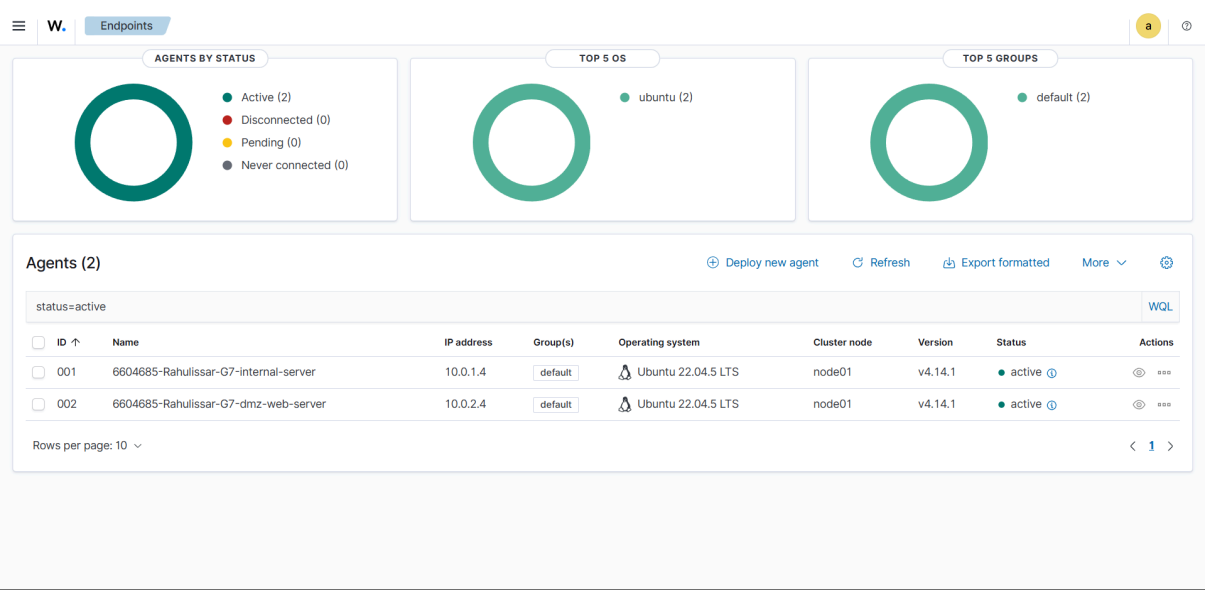 W. Endpoints a
AGENTS BY STATUS
Active (2)
Disconnected (0)
Pending (0)
Never connected (0)
TOP 5 OS
ubuntu (2)
TOP 5 GROUPS
default (2)
Agents (2) Deploy new agent Refresh Export formatted More
status=active WQL
ID Name IP address Group(s) Operating system Cluster node Version Status Actions
001 6604685-Rahulissar-G7-internal-server 10.0.1.4 default Ubuntu 22.04.5 LTS node01 v4.14.1 active
002 6604685-Rahulissar-G7-dmz-web-server 10.0.2.4 default Ubuntu 22.04.5 LTS node01 v4.14.1 active
Rows per page: 10 1